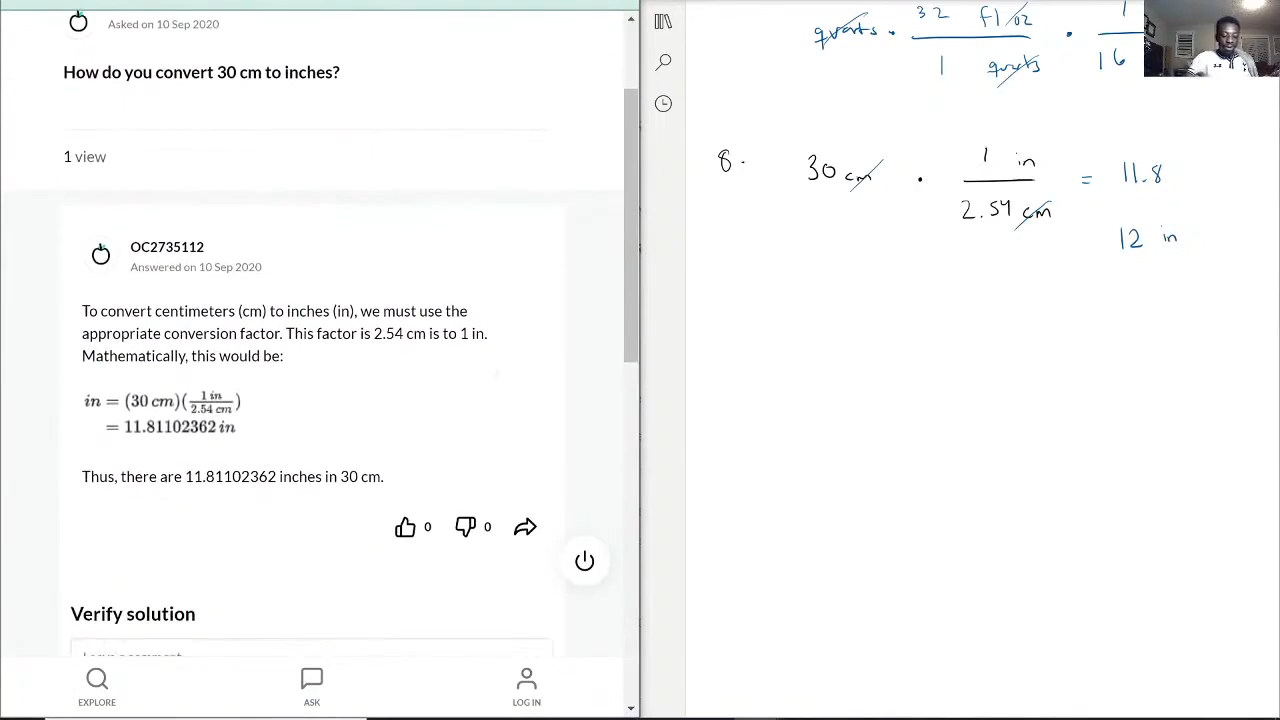 Asked on 10 Sep 2020
How do you convert 30 cm to inches?
1 view
OC2735112
Answered on 10 Sep 2020
To convert centimeters (cm) to inches (in), we must use the
appropriate conversion factor. This factor is 2.54 cm is to 1 in.
Mathematically, this would be:
in = (30 cm)(1 in / 2.54 cm)
= 11.81102362 in
Thus, there are 11.81102362 inches in 30 cm.
0 0
Verify solution
EXPLORE ASK LOG IN
quarts · 32 fl oz / 1 quarts · 1 / 16
8. 30 cm · 1 in / 2.54 cm = 11.8
12 in